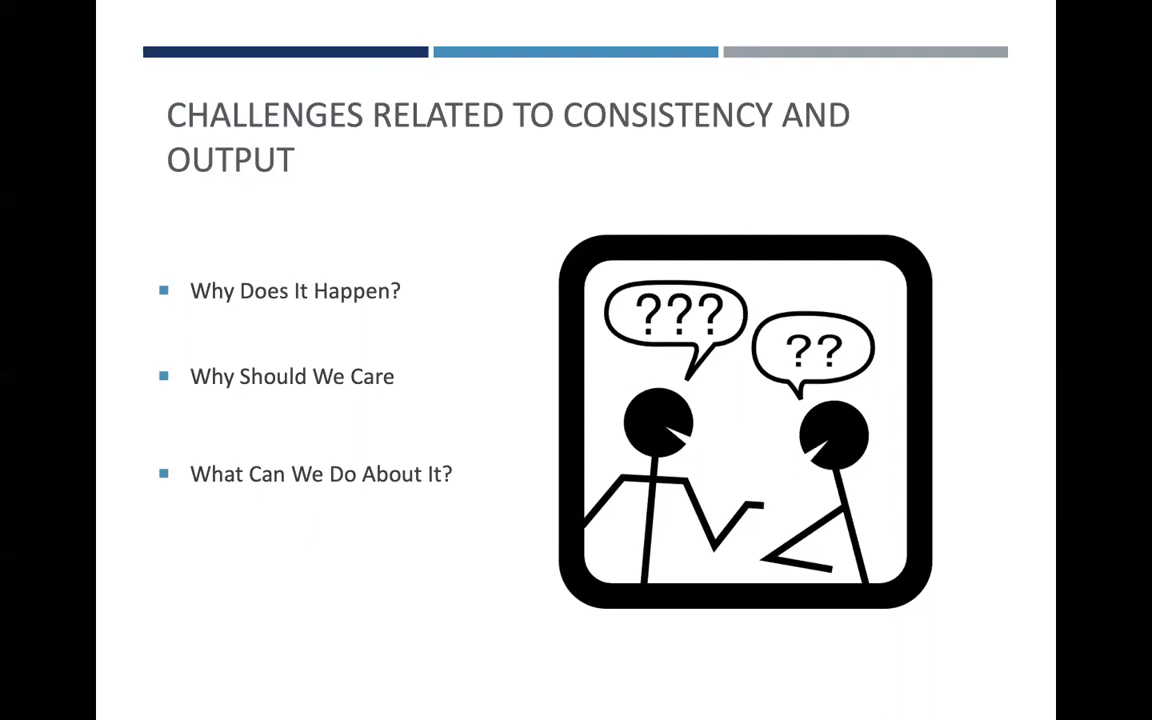 CHALLENGES RELATED TO CONSISTENCY AND
OUTPUT
Why Does It Happen?
Why Should We Care
What Can We Do About It?
???
??